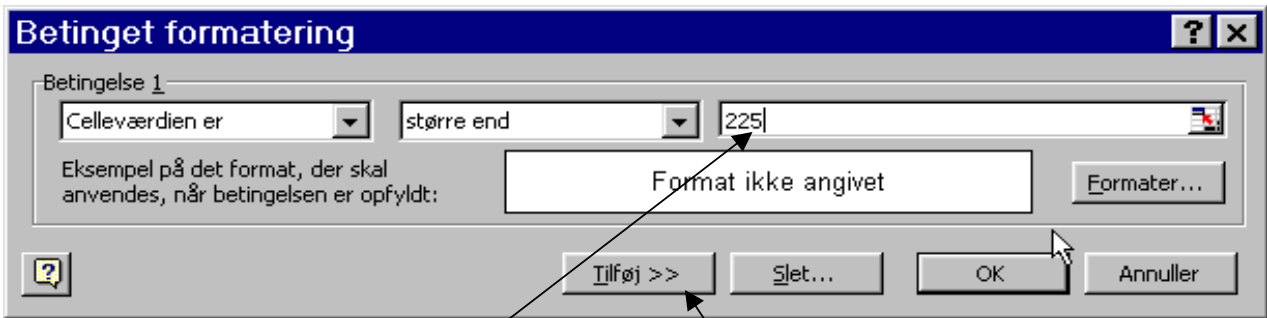 Betinget formatering
Betingelse 1
Celleværdien er
større end
225
Eksempel på det format, der skal
anvendes, når betingelsen er opfyldt:
Format ikke angivet
Formater...
Tilføj >>
Slet...
OK
Annuller